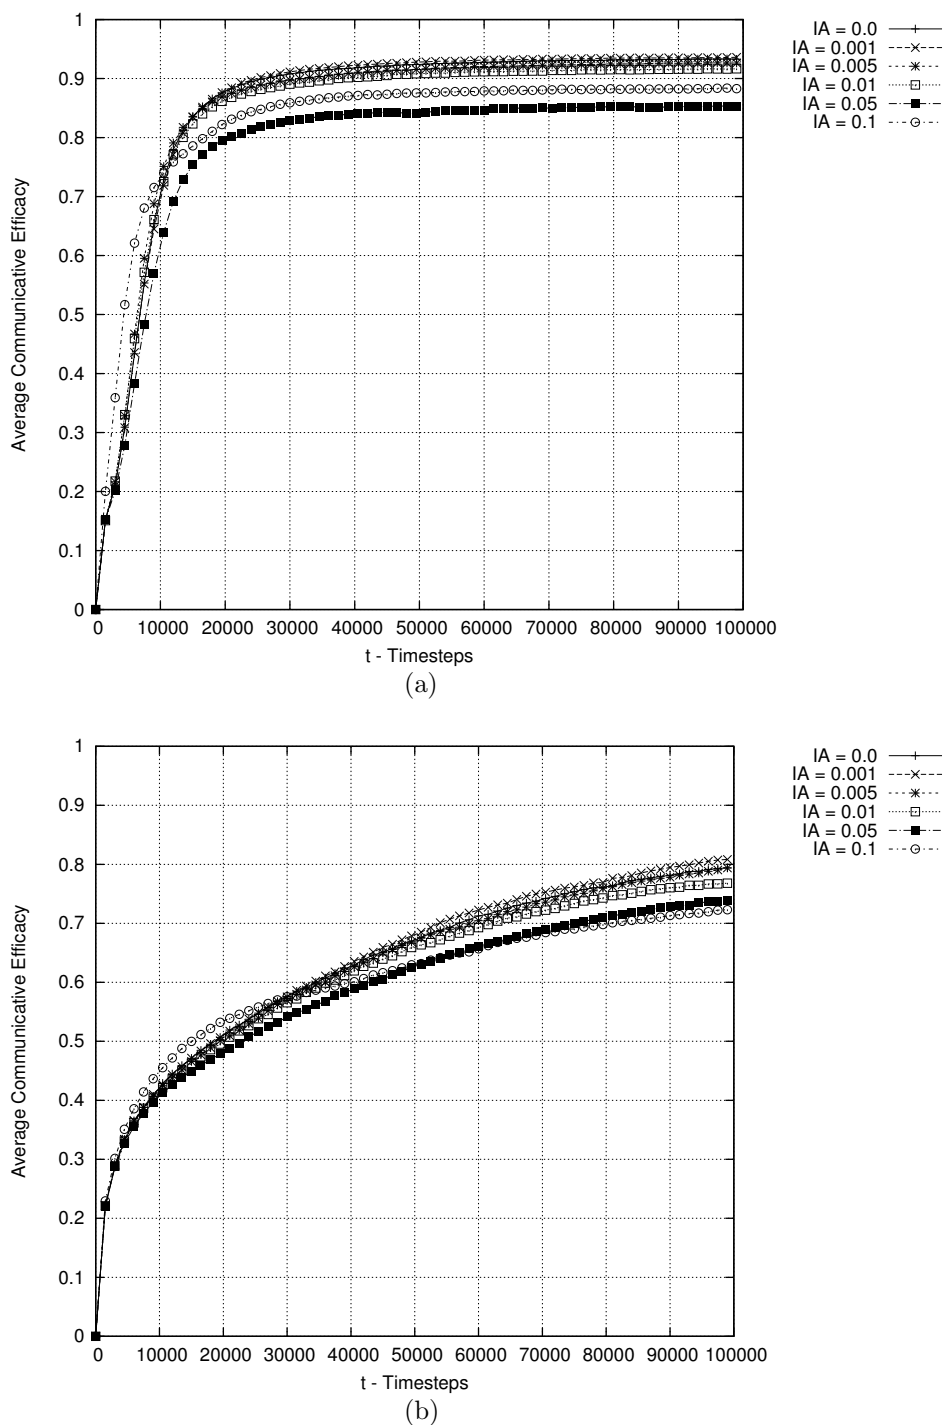 1
0.9
0.8
0.7
0.6
0.5
0.4
0.3
0.2
0.1
0
Average Communicative Efficacy
0 10000 20000 30000 40000 50000 60000 70000 80000 90000 100000
t - Timesteps
IA = 0.0
IA = 0.001
IA = 0.005
IA = 0.01
IA = 0.05
IA = 0.1
(a)
1
0.9
0.8
0.7
0.6
0.5
0.4
0.3
0.2
0.1
0
Average Communicative Efficacy
0 10000 20000 30000 40000 50000 60000 70000 80000 90000 100000
t - Timesteps
IA = 0.0
IA = 0.001
IA = 0.005
IA = 0.01
IA = 0.05
IA = 0.1
(b)